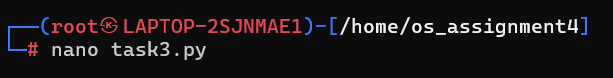 ┌──(root㉿LAPTOP-2SJNMAE1)-[/home/os_assignment4]
└─# nano task3.py